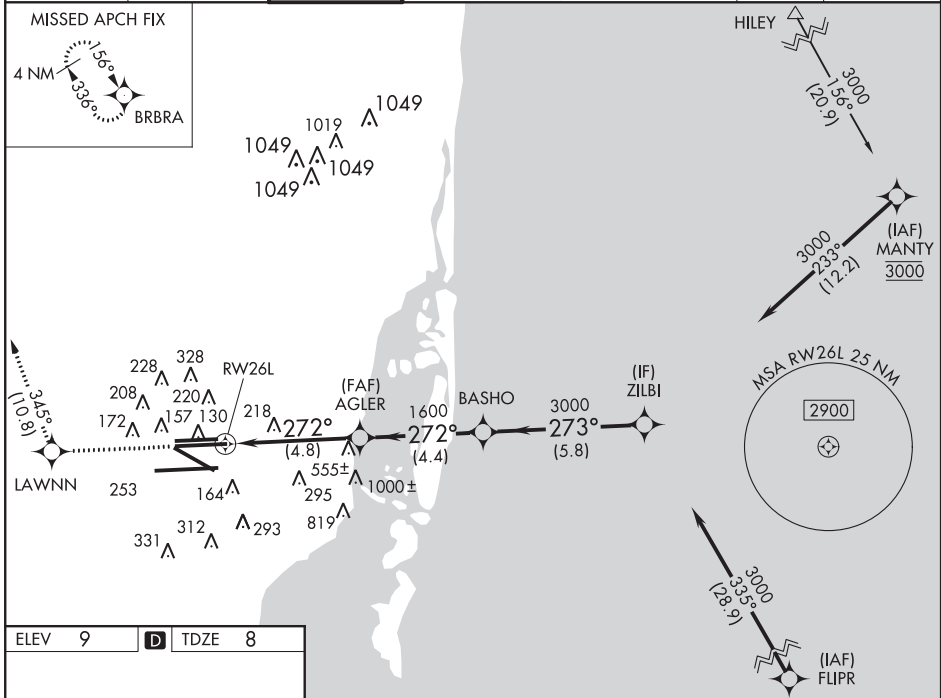 MISSED APCH FIX
4 NM
156°
336°
BRBRA
HILEY
3000
156°
(20.9)
1049
1019
1049
1049
1049
(IAF)
MANTY
3000
3000
233°
(12.2)
MSA RW26L 25 NM
2900
345°
(10.8)
LAWNN
228
328
RW26L
208
220
172
157
130
218
272°
(4.8)
(FAF)
AGLER
1600
272°
(4.4)
BASHO
3000
273°
(5.8)
(IF)
ZILBI
555±
1000±
253
164
295
819
293
312
331
3000
335°
(28.9)
(IAF)
FLIPR
ELEV 9 D TDZE 8